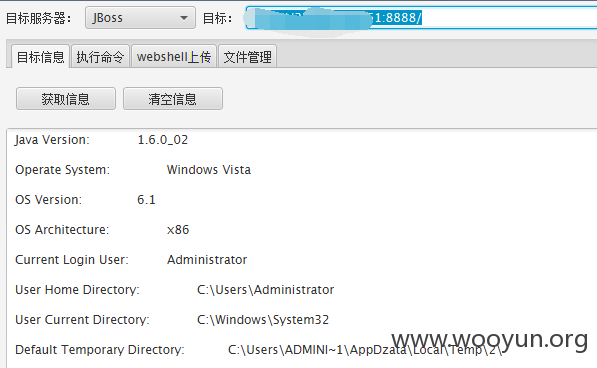 目标服务器： JBoss 目标： 51:8888/
目标信息 执行命令 webshell上传 文件管理
获取信息 清空信息
Java Version: 1.6.0_02
Operate System: Windows Vista
OS Version: 6.1
OS Architecture: x86
Current Login User: Administrator
User Home Directory: C:\Users\Administrator
User Current Directory: C:\Windows\System32
Default Temporary Directory: C:\Users\ADMINI~1\AppDzata\Local\Temp\2\
www.wooyun.org